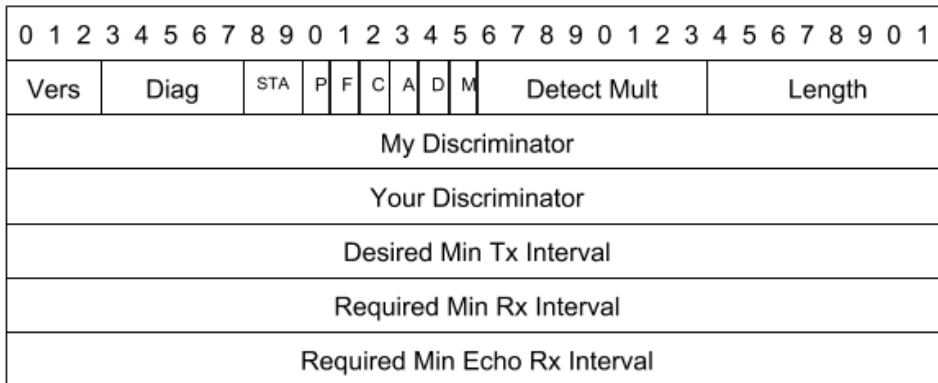 0 1 2 3 4 5 6 7 8 9 0 1 2 3 4 5 6 7 8 9 0 1 2 3 4 5 6 7 8 9 0 1
Vers Diag STA P F C A D M Detect Mult Length
My Discriminator
Your Discriminator
Desired Min Tx Interval
Required Min Rx Interval
Required Min Echo Rx Interval